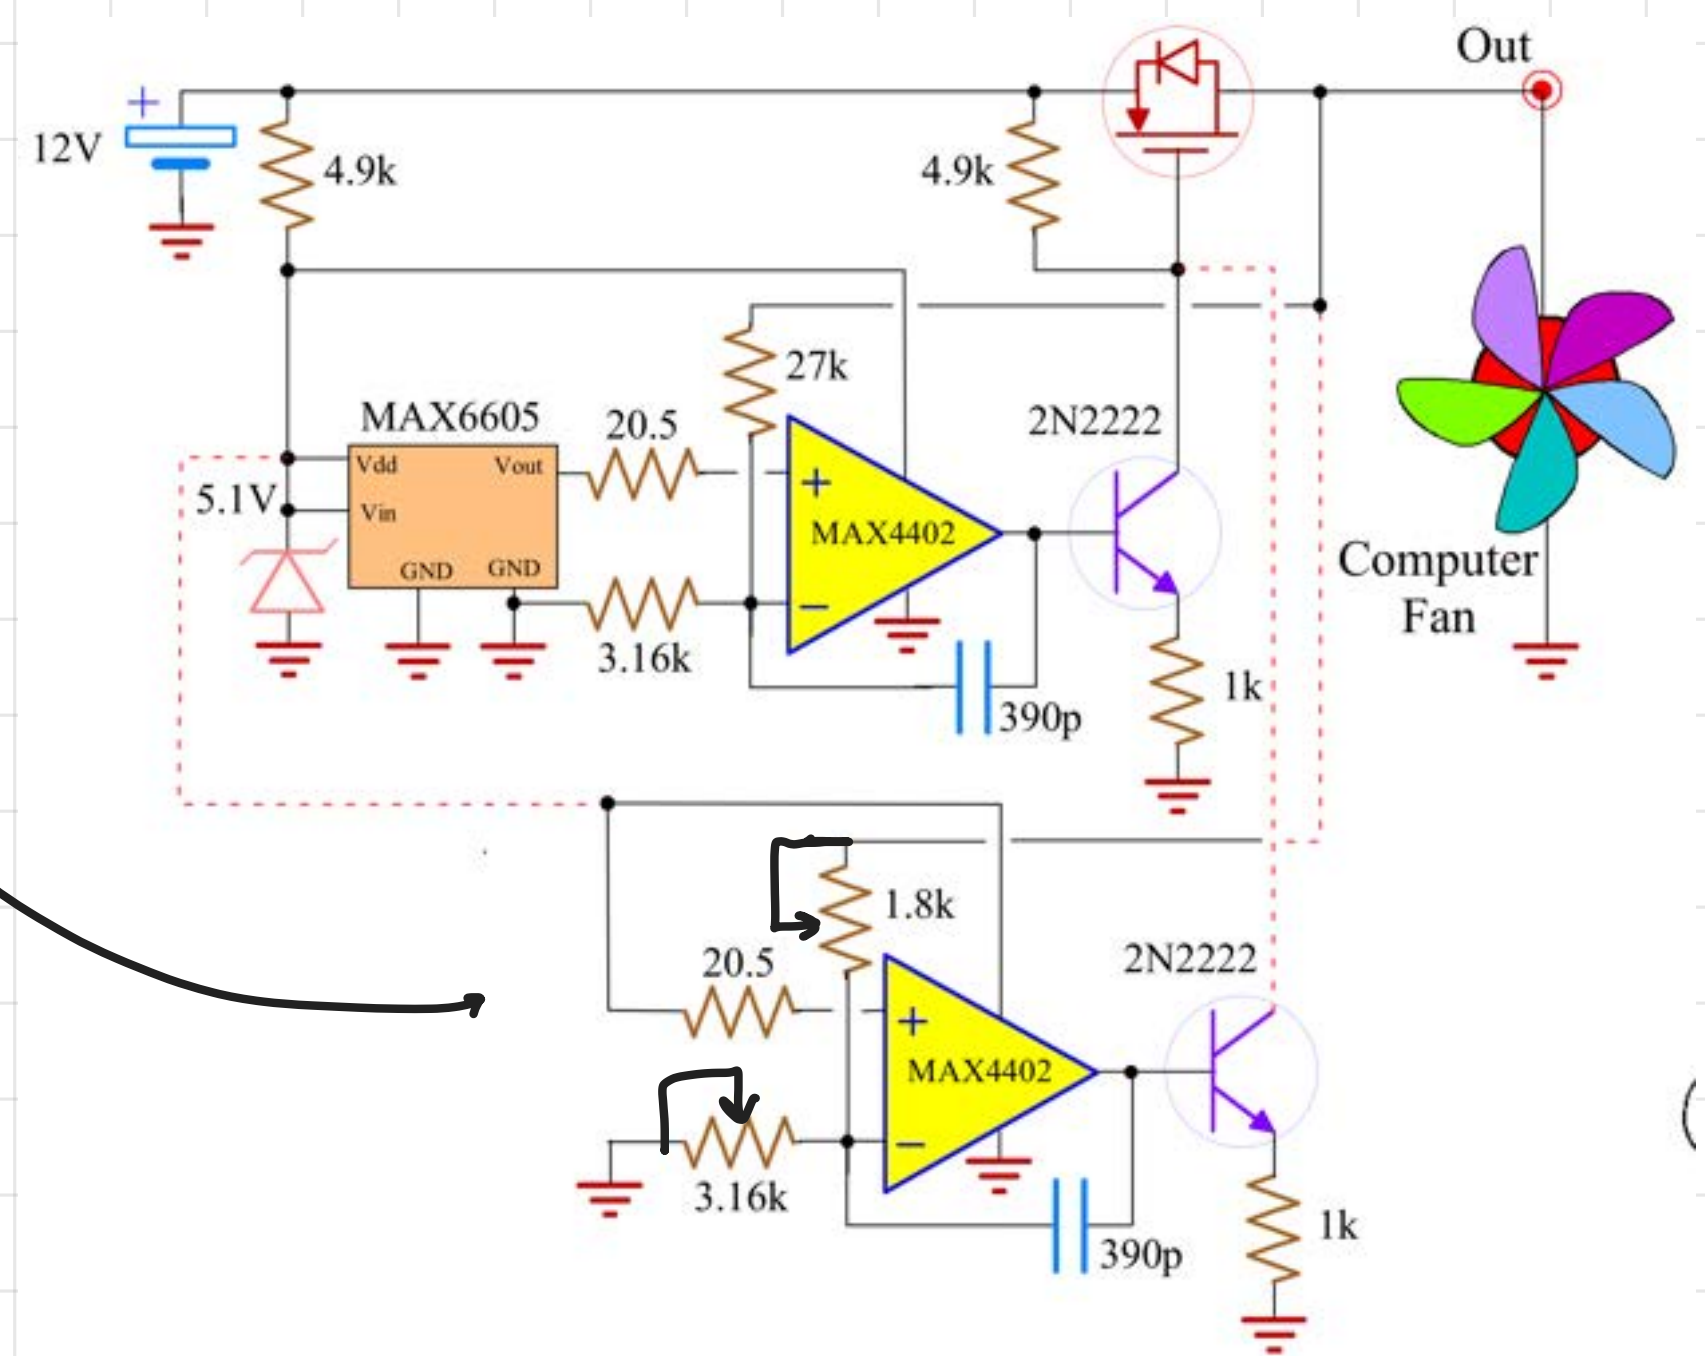 Out
+
12V
4.9k
4.9k
27k
MAX6605
20.5
2N2222
Vdd
Vout
5.1V
Vin
+
MAX4402
GND
GND
−
Computer
Fan
3.16k
1k
390p
1.8k
20.5
2N2222
+
MAX4402
−
3.16k
1k
390p